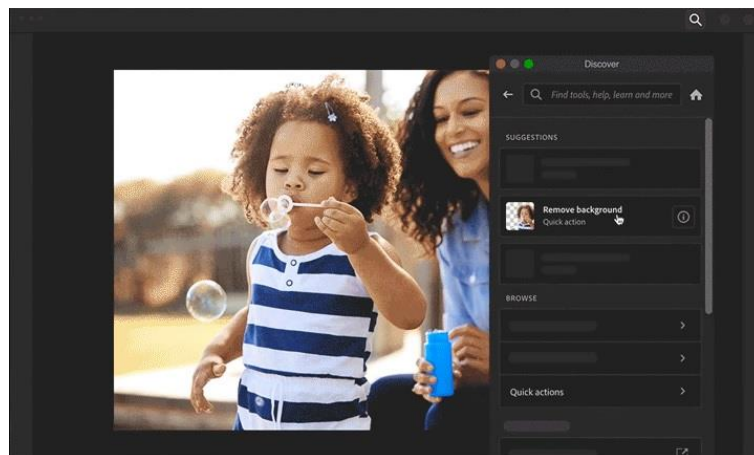 Discover
Find tools, help, learn and more
SUGGESTIONS
Remove background
Quick action
BROWSE
Quick actions